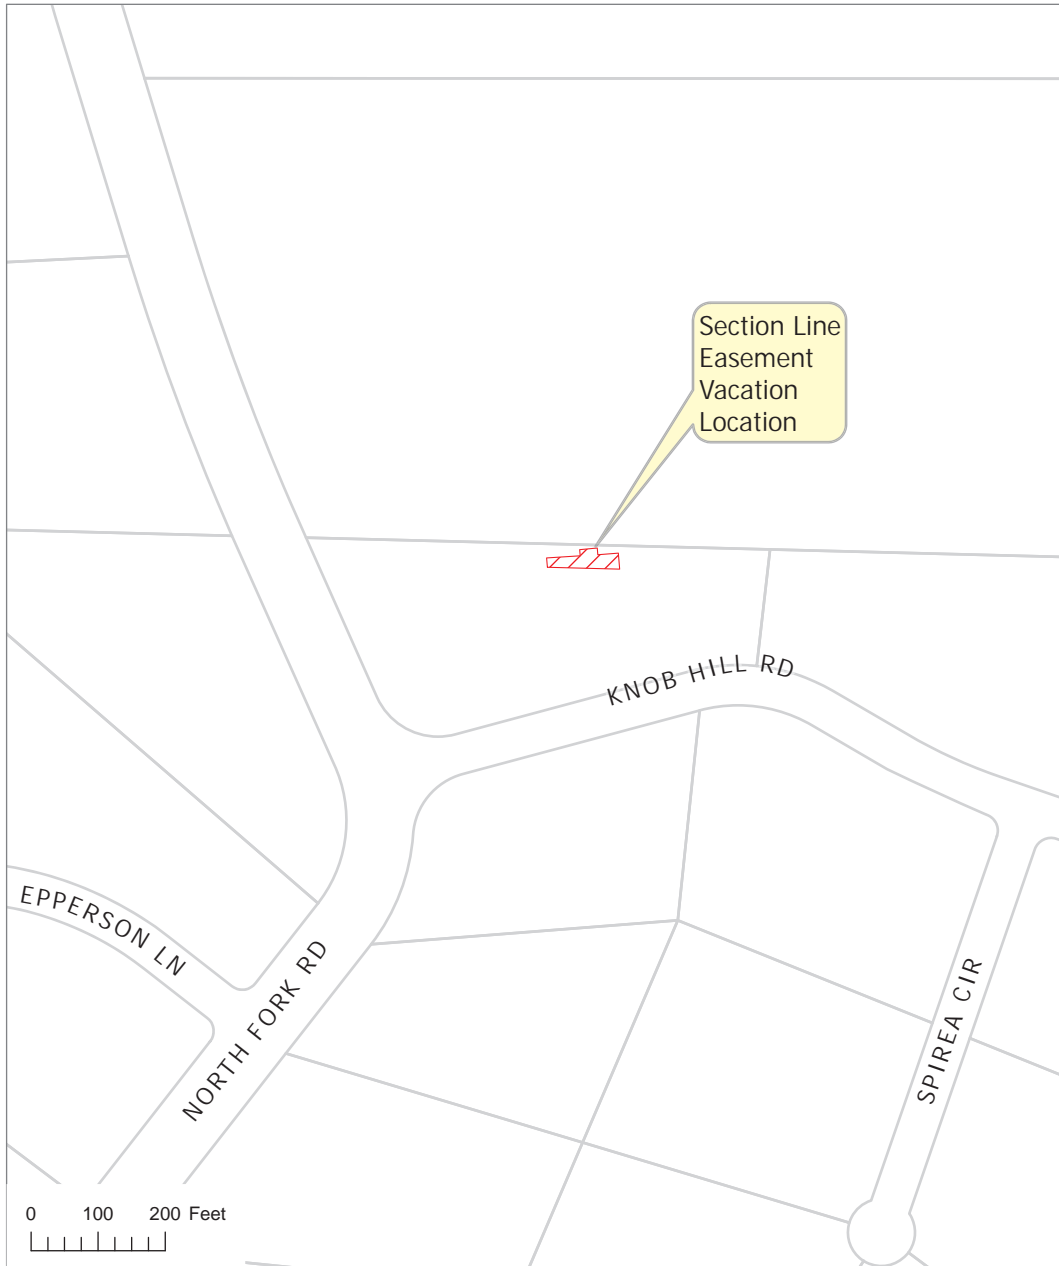 Section Line
Easement
Vacation
Location
KNOB HILL RD
EPPERSON LN
NORTH FORK RD
SPIREA CIR
0 100 200 Feet